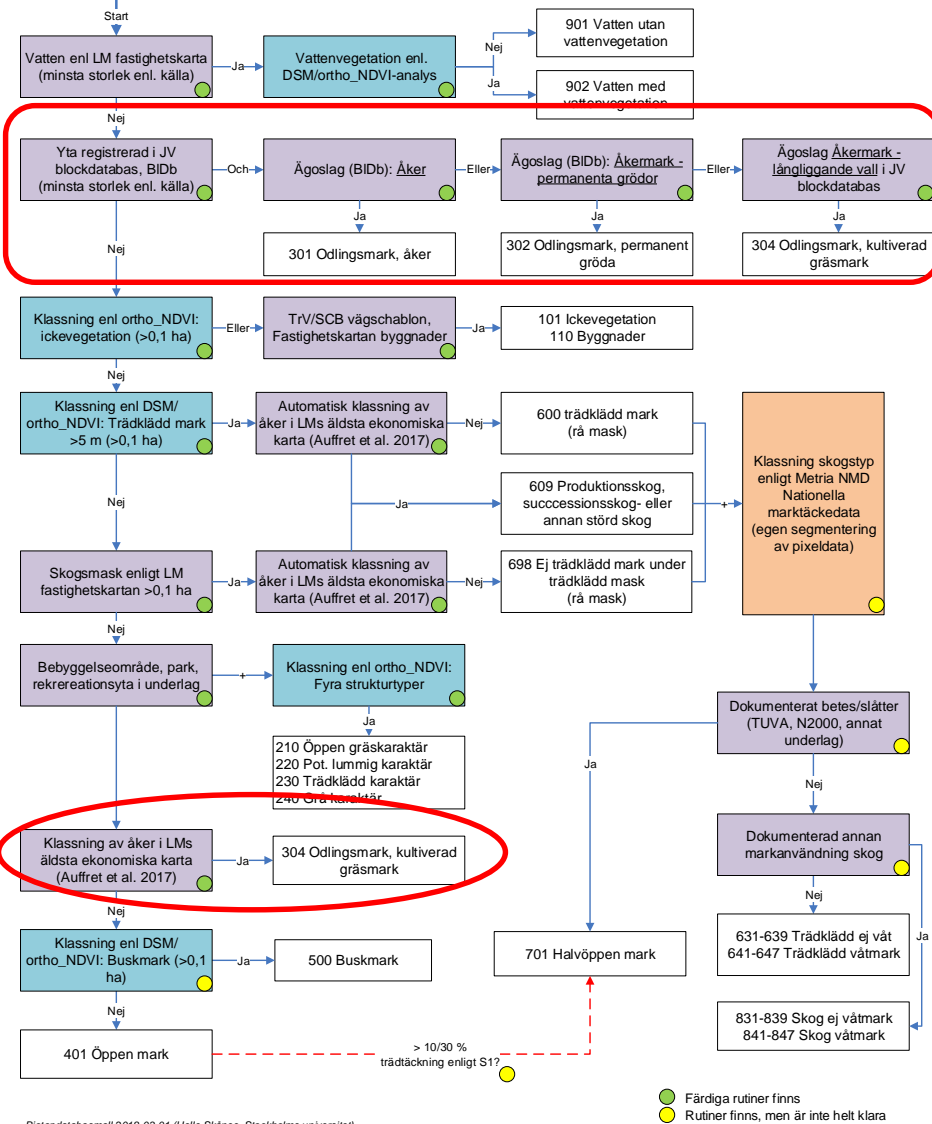 Start
Vatten enl LM fastighetskarta
(minsta storlek enl. källa)
Ja
Vattenvegetation enl.
DSM/ortho_NDVI-analys
Nej
901 Vatten utan
vattenvegetation
Ja
902 Vatten med
vattenvegetation
Nej
Yta registrerad i JV
blockdatabas, BIDb
(minsta storlek enl. källa)
Och
Ägoslag (BIDb): Åker
Eller
Ägoslag (BIDb): Åkermark -
permanenta grödor
Eller
Ägoslag Åkermark -
långliggande vall i JV
blockdatabas
Ja
Ja
Ja
Nej
301 Odlingsmark, åker
302 Odlingsmark, permanent
gröda
304 Odlingsmark, kultiverad
gräsmark
Klassning enl ortho_NDVI:
ickevegetation (>0,1 ha)
Eller
TrV/SCB vägschablon,
Fastighetskartan byggnader
Ja
101 Ickevegetation
110 Byggnader
Nej
Klassning enl DSM/
ortho_NDVI: Trädklädd mark
>5 m (>0,1 ha)
Ja
Automatisk klassning av
åker i LMs äldsta ekonomiska
karta (Auffret et al. 2017)
Nej
600 trädklädd mark
(rå mask)
Klassning skogstyp
enligt Metria NMD
Nationella
marktäckedata
(egen segmentering
av pixeldata)
Nej
Ja
609 Produktionsskog,
succcessionsskog- eller
annan störd skog
+
Skogsmask enligt LM
fastighetskartan >0,1 ha
Ja
Automatisk klassning av
åker i LMs äldsta ekonomiska
karta (Auffret et al. 2017)
Nej
698 Ej trädklädd mark under
trädklädd mask
(rå mask)
Nej
Bebyggelseområde, park,
rekrereationsyta i underlag
+
Klassning enl ortho_NDVI:
Fyra strukturtyper
Ja
Dokumenterat betes/slåtter
(TUVA, N2000, annat
underlag)
210 Öppen gräskaraktär
220 Pot. lummig karaktär
230 Trädklädd karaktär
240 Grå karaktär
Ja
Nej
Klassning av åker i LMs
äldsta ekonomiska karta
(Auffret et al. 2017)
Ja
304 Odlingsmark, kultiverad
gräsmark
Dokumenterad annan
markanvändning skog
Nej
Nej
Ja
Klassning enl DSM/
ortho_NDVI: Buskmark (>0,1
ha)
Ja
500 Buskmark
701 Halvöppen mark
631-639 Trädklädd ej våt
641-647 Trädklädd våtmark
Nej
831-839 Skog ej våtmark
841-847 Skog våtmark
401 Öppen mark
> 10/30 %
trädtäckning enligt S1?
Färdiga rutiner finns
Rutiner finns, men är inte helt klara